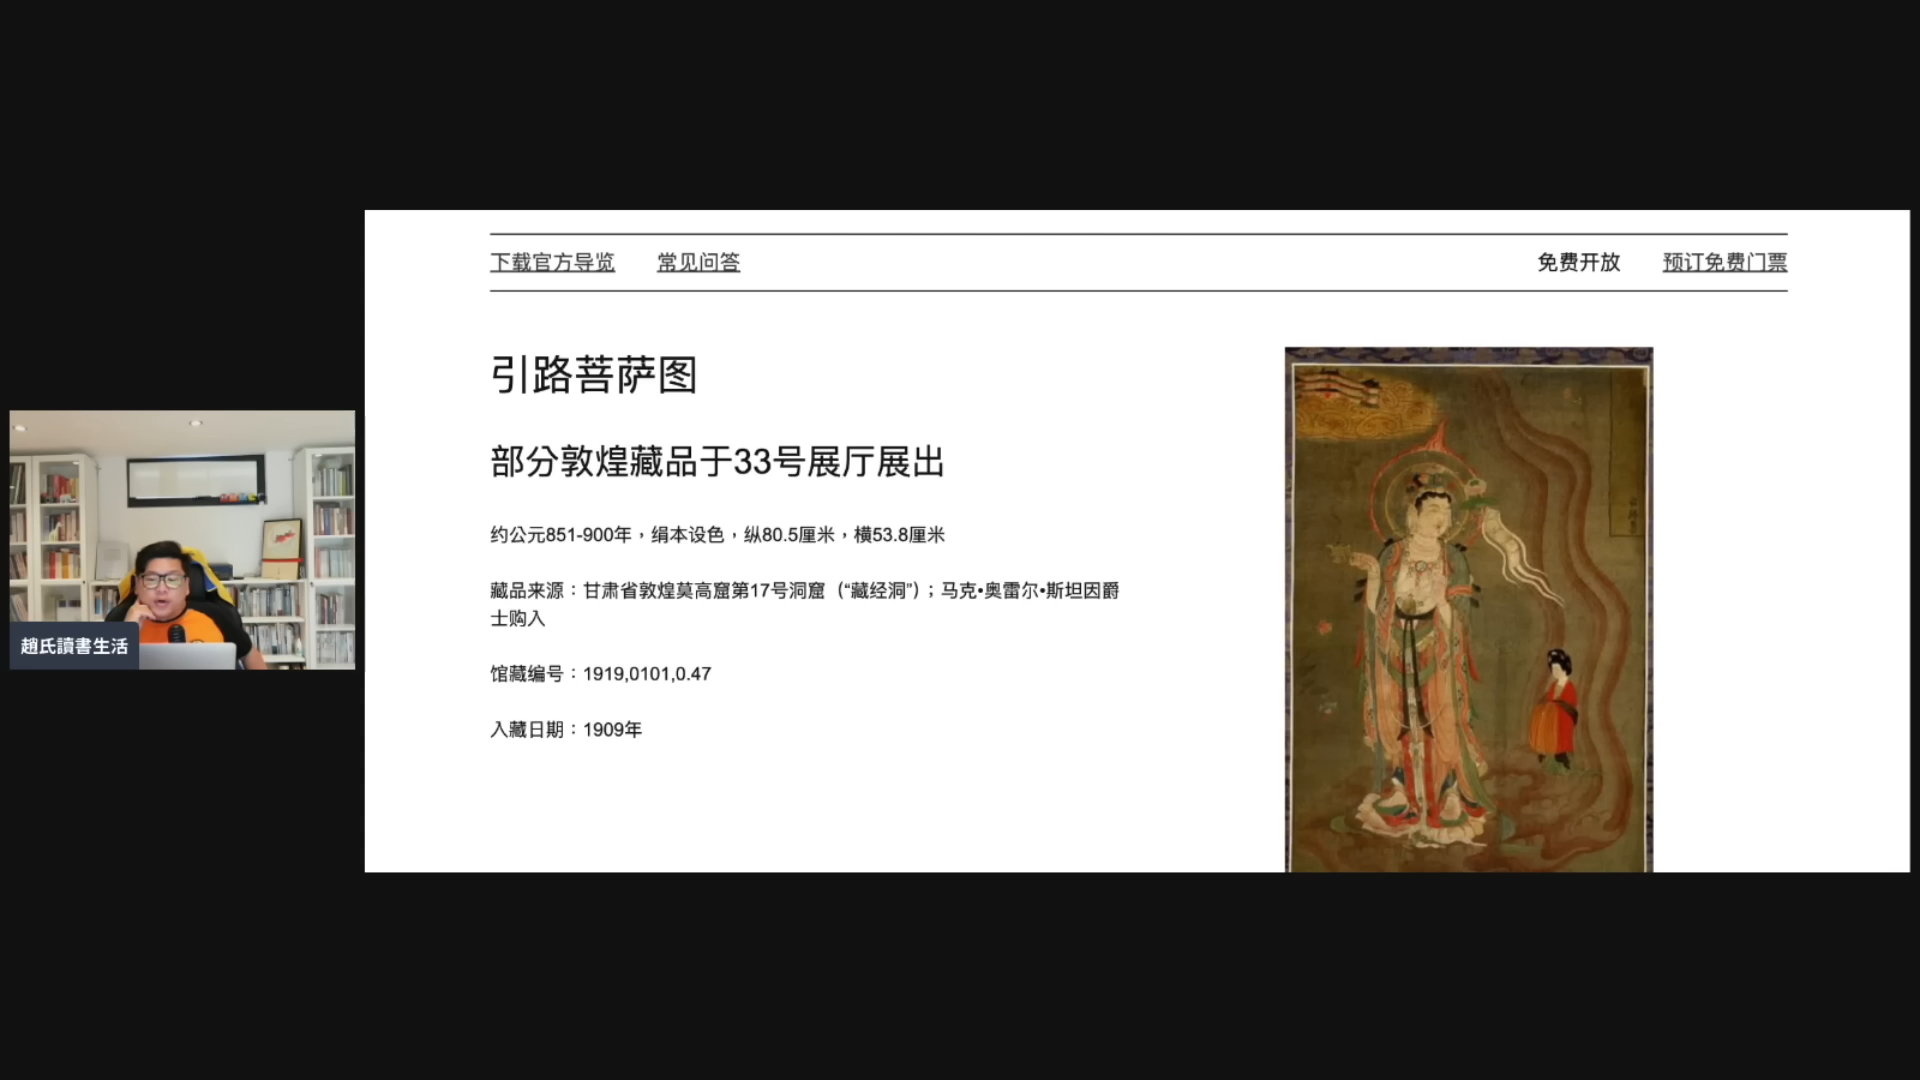 下载官方导览 常见问答 免费开放 预订免费门票
引路菩萨图
部分敦煌藏品于33号展厅展出
约公元851-900年，绢本设色，纵80.5厘米，横53.8厘米
藏品来源：甘肃省敦煌莫高窟第17号洞窟（“藏经洞”）；马克•奥雷尔•斯坦因爵
士购入
馆藏编号：1919,0101,0.47
入藏日期：1909年
趙氏讀書生活